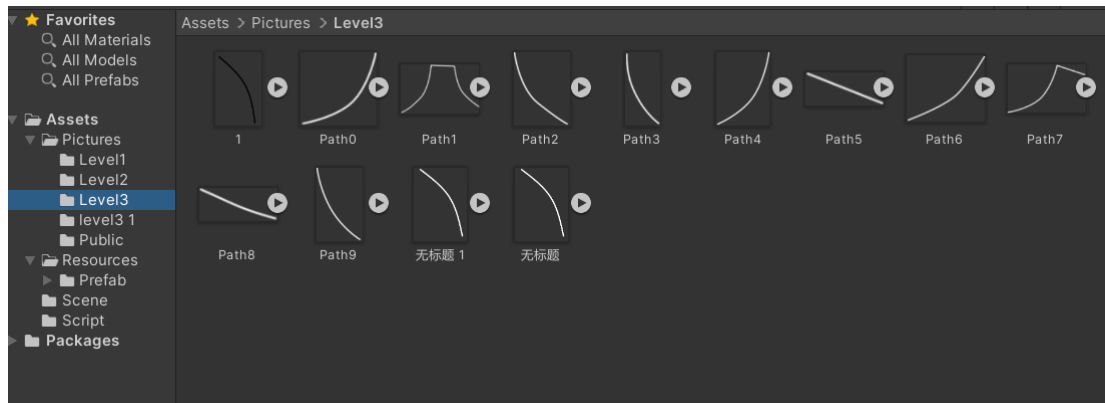 Favorites
All Materials
All Models
All Prefabs
Assets
Pictures
Level1
Level2
Level3
level3 1
Public
Resources
Prefab
Scene
Script
Packages
Assets > Pictures > Level3
1 Path0 Path1 Path2 Path3 Path4 Path5 Path6 Path7
Path8 Path9 无标题 1 无标题